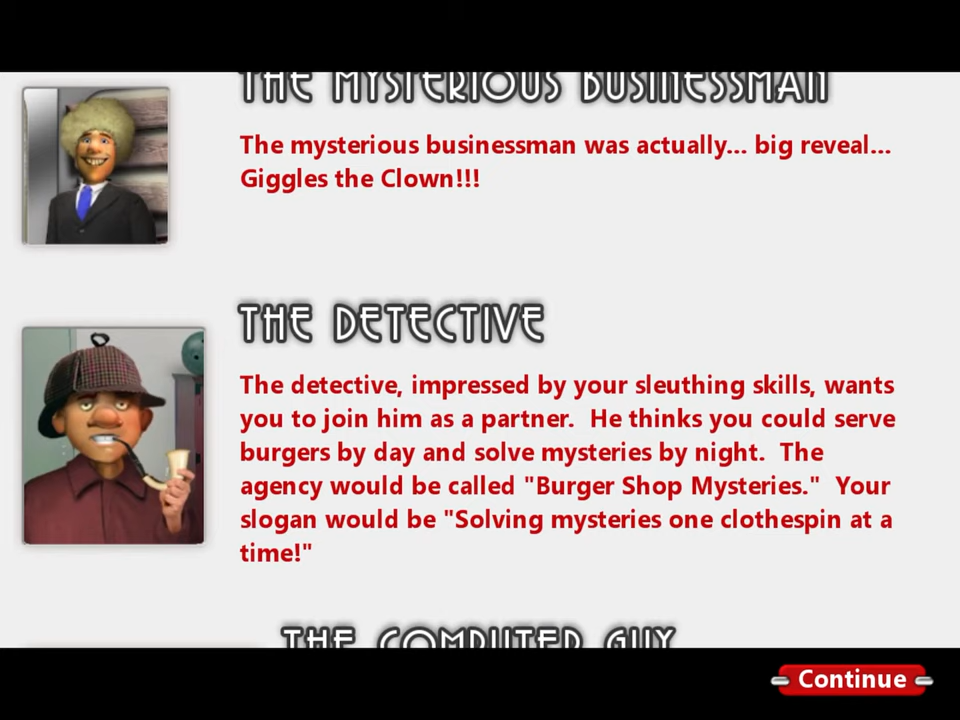 THE MYSTERIOUS BUSINESSMAN
The mysterious businessman was actually... big reveal...
Giggles the Clown!!!
THE DETECTIVE
The detective, impressed by your sleuthing skills, wants
you to join him as a partner.  He thinks you could serve
burgers by day and solve mysteries by night.  The
agency would be called "Burger Shop Mysteries."  Your
slogan would be "Solving mysteries one clothespin at a
time!"
THE COMPUTER GUY
Continue